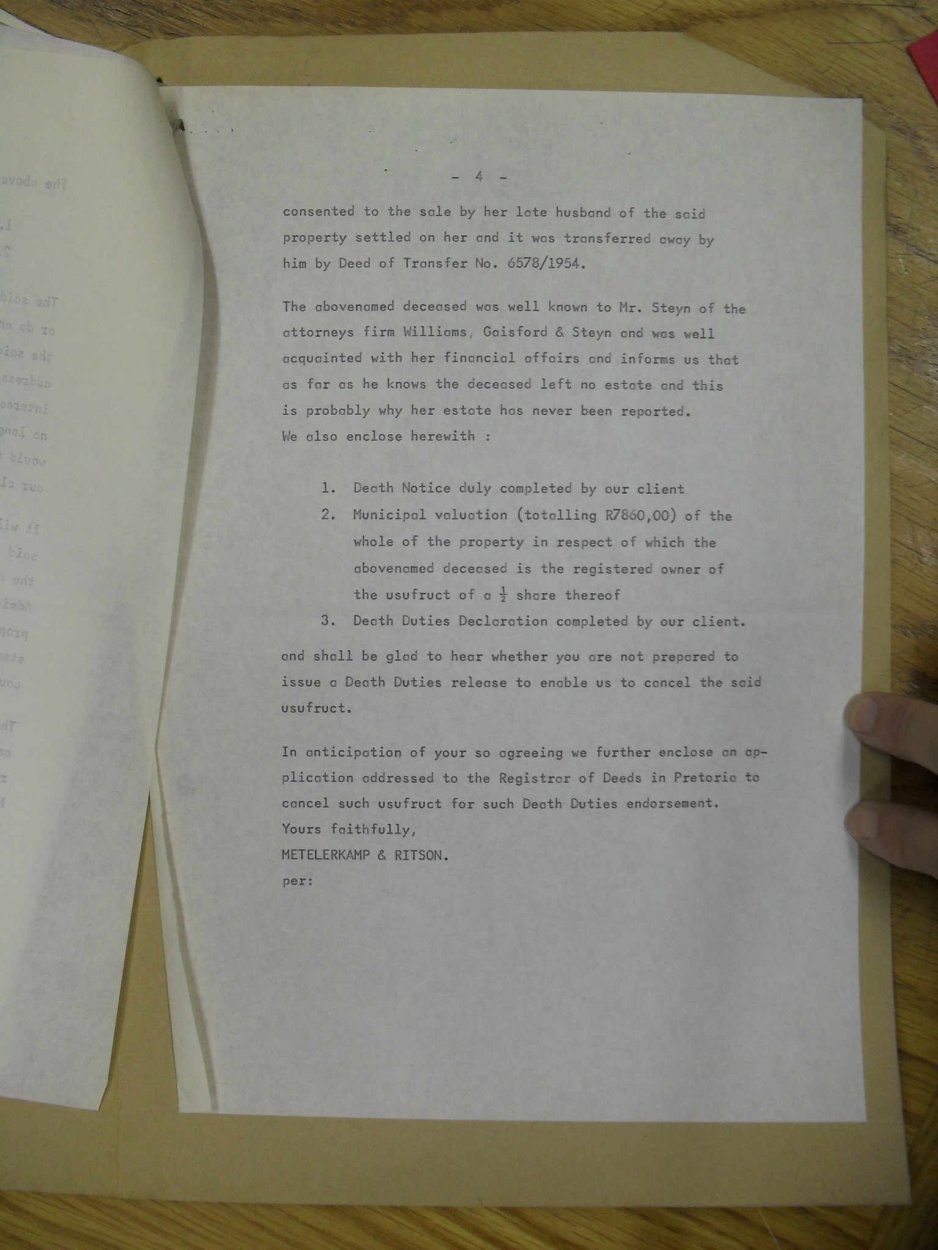 - 4 -
consented to the sale by her late husband of the said
property settled on her and it was transferred away by
him by Deed of Transfer No. 6578/1954.
The abovenamed deceased was well known to Mr. Steyn of the
attorneys firm Williams, Gaisford & Steyn and was well
acquainted with her financial affairs and informs us that
as far as he knows the deceased left no estate and this
is probably why her estate has never been reported.
We also enclose herewith :
1. Death Notice duly completed by our client
2. Municipal valuation (totalling R7860,00) of the
whole of the property in respect of which the
abovenamed deceased is the registered owner of
the usufruct of a ½ share thereof
3. Death Duties Declaration completed by our client.
and shall be glad to hear whether you are not prepared to
issue a Death Duties release to enable us to cancel the said
usufruct.
In anticipation of your so agreeing we further enclose an ap-
plication addressed to the Registrar of Deeds in Pretoria to
cancel such usufruct for such Death Duties endorsement.
Yours faithfully,
METELERKAMP & RITSON.
per: